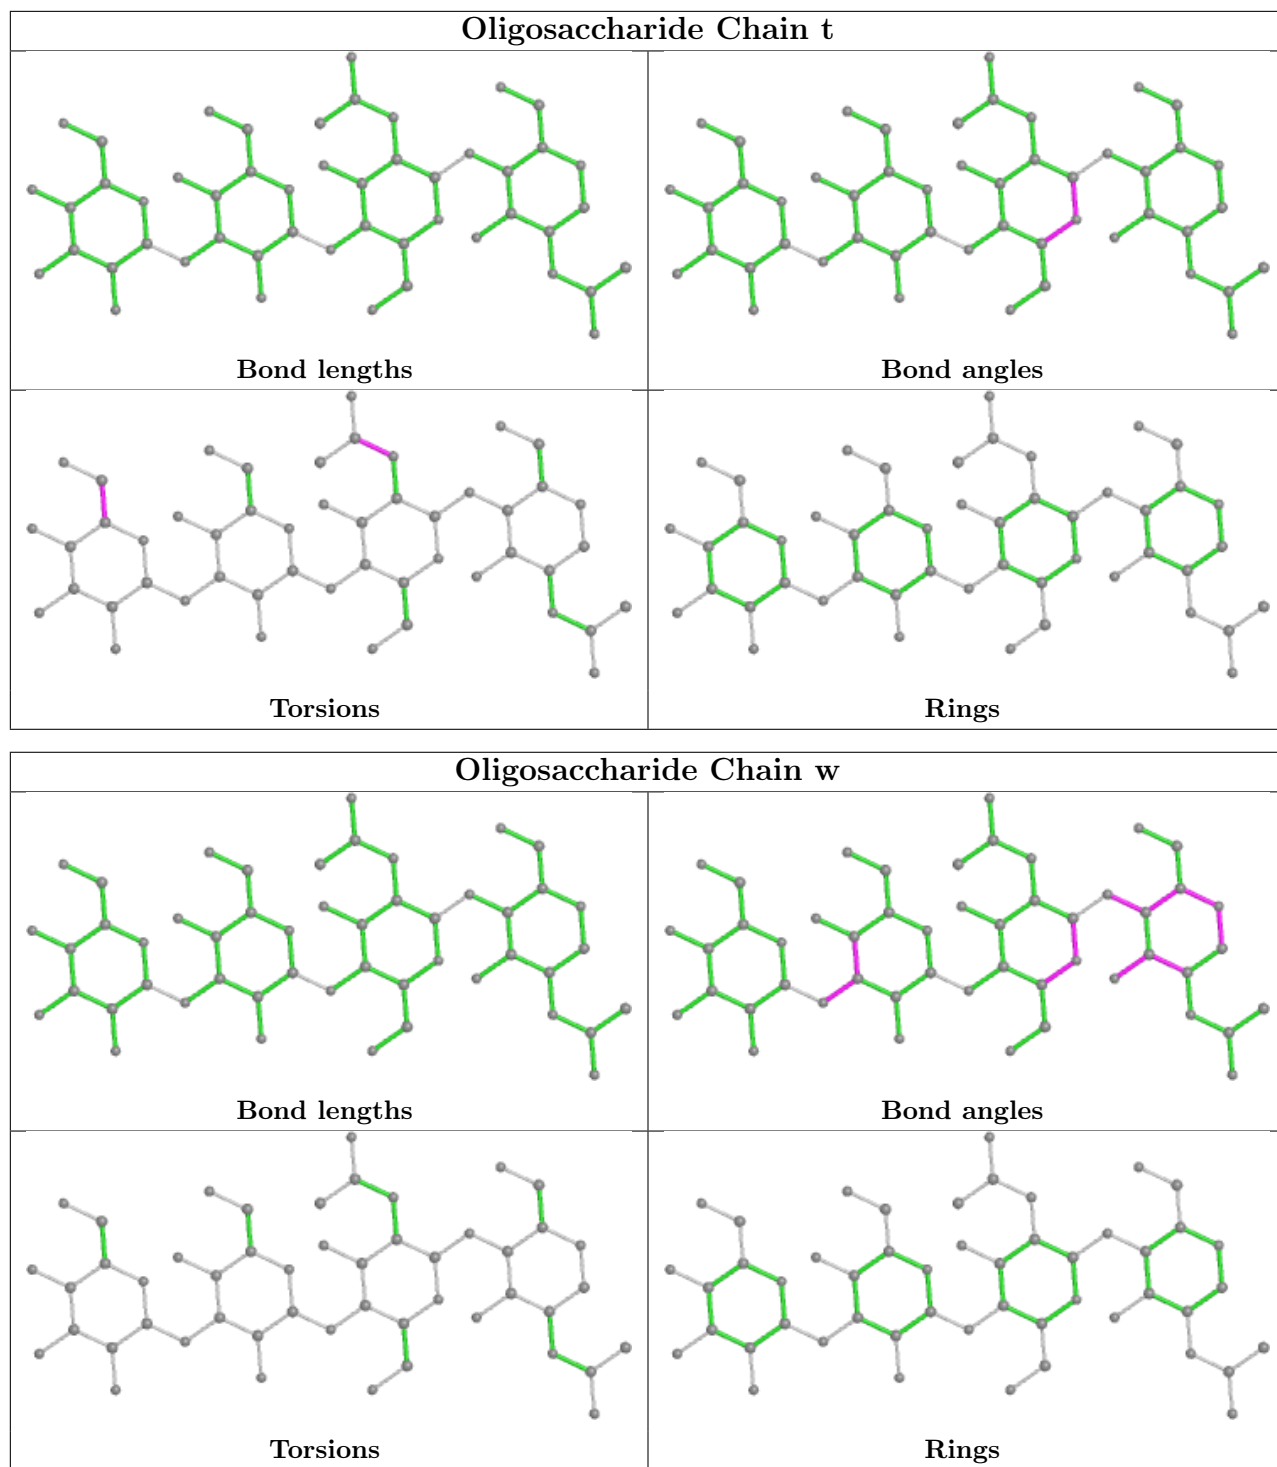 Oligosaccharide Chain t
Bond lengths
Bond angles
Torsions
Rings
Oligosaccharide Chain w
Bond lengths
Bond angles
Torsions
Rings